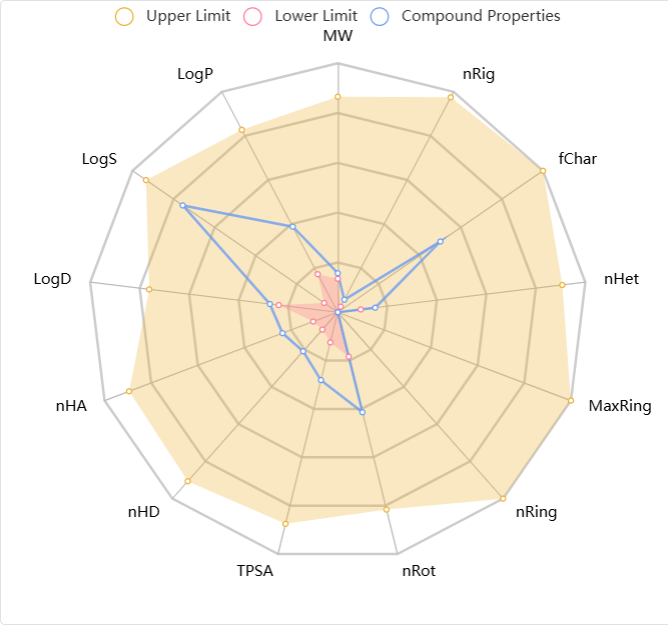 Upper Limit Lower Limit Compound Properties
MW
LogP nRig
LogS fChar
LogD nHet
nHA MaxRing
nHD nRing
TPSA nRot